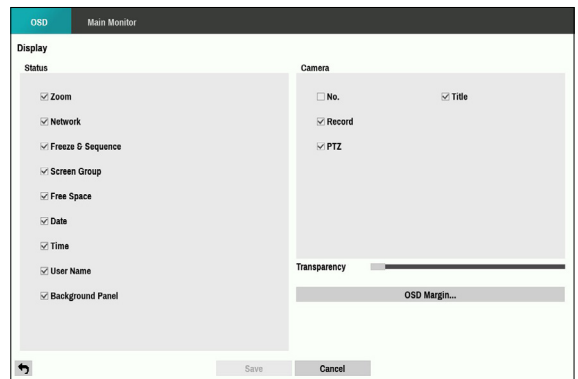 OSD Main Monitor
Display
Status
Zoom
Network
Freeze & Sequence
Screen Group
Free Space
Date
Time
User Name
Background Panel
Camera
No. Title
Record
PTZ
Transparency
OSD Margin...
Save Cancel